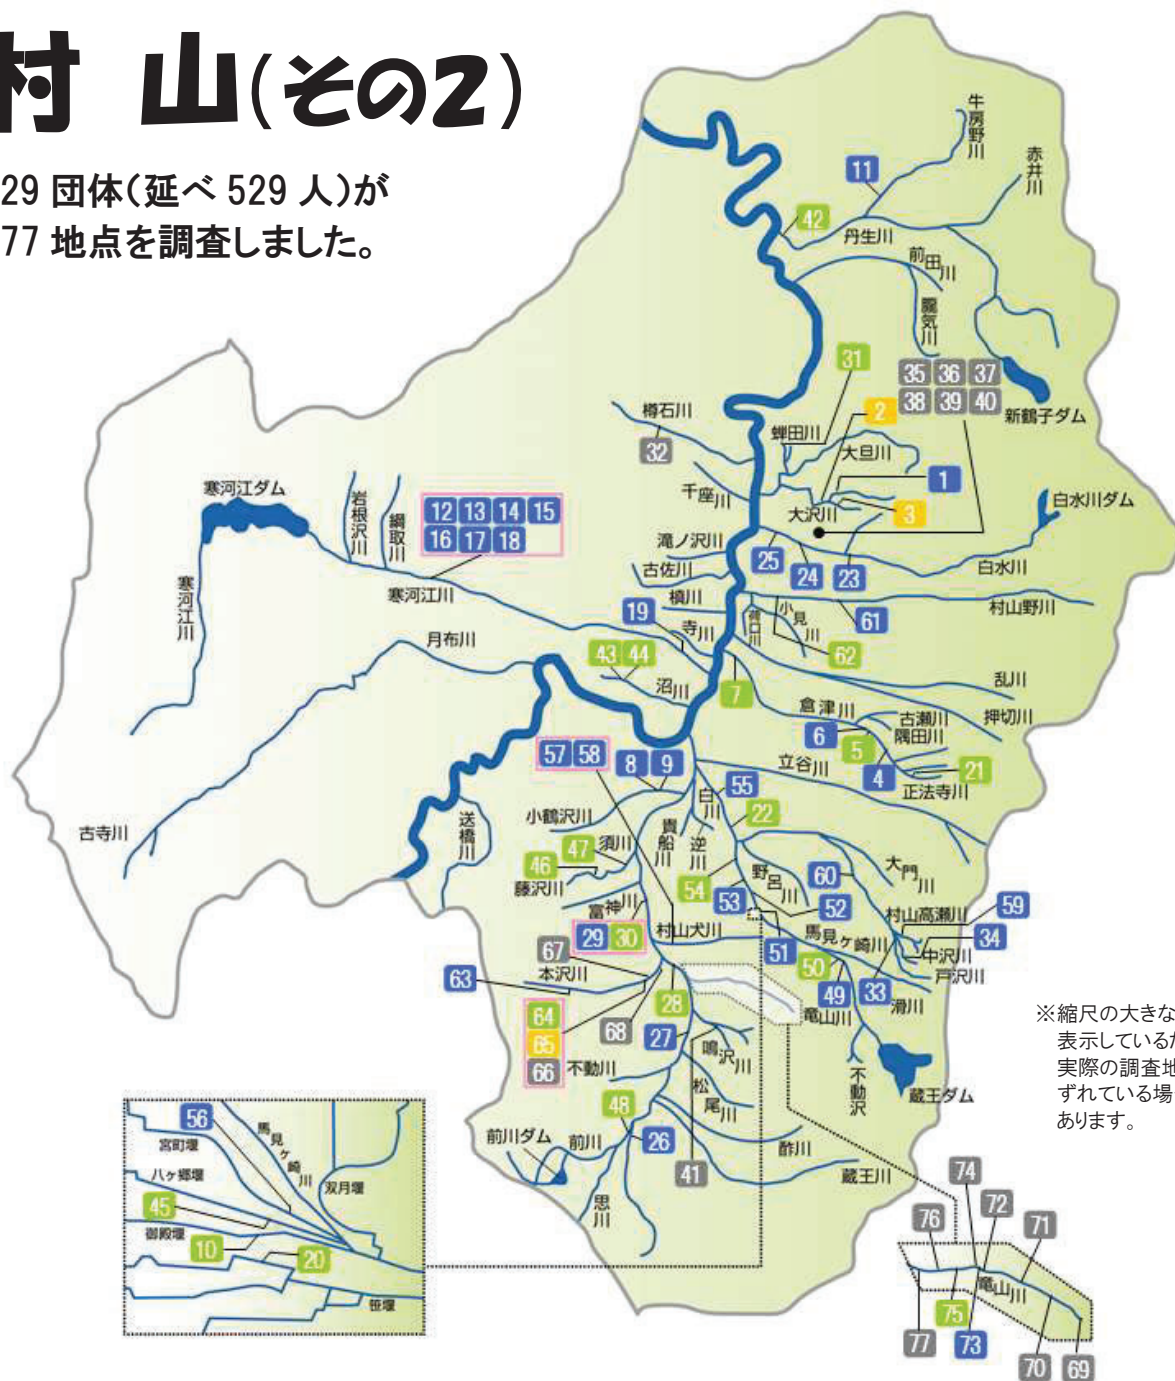 村 山(その2)
29 団体(延べ 529 人)が
77 地点を調査しました。
牛房野川
赤井川
11
42
丹生川
前田川
朧気川
31
35 36 37
38 39 40
2
新鶴子ダム
樽石川
32
蝉田川
大旦川
1
千座川
大沢川
3
白水川ダム
寒河江ダム
岩根沢川
綱取川
12 13 14 15
16 17 18
滝ノ沢川
25
24
23
白水川
古佐川
寒河江川
寒河江川
槙川
19
寺川
荷口川
小見川
61
村山野川
62
月布川
43 44
沼川
7
乱川
倉津川
古瀬川
押切川
隅田川
6
5
4
21
正法寺川
57 58
8 9
立谷川
55
白川
22
小鶴沢川
貴船川
逆川
古寺川
送橋川
須川
47
46
藤沢川
54
野呂川
大門川
60
53
52
村山高瀬川
59
富神川
29 30
村山犬川
51
馬見ヶ崎川
中沢川
34
戸沢川
67
50
63
本沢川
49
33
滑川
28
竜山川
64
65
66
68
27
鳴沢川
不動沢
蔵王ダム
不動川
松尾川
48
酢川
前川ダム
前川
26
41
蔵王川
思川
※縮尺の大きな
表示しているた
実際の調査地
ずれている場
あります。
56
馬見ヶ崎川
宮町堰
八ヶ郷堰
双月堰
45
御殿堰
10
20
笹堰
74
76
72
71
竜山川
75
77
73
70
69